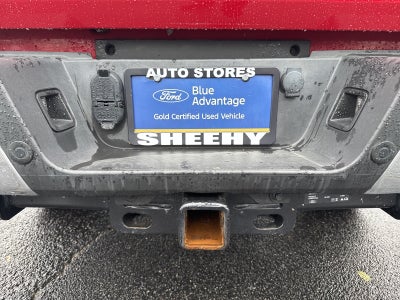 AUTO STORES
Ford
Blue
Advantage
Gold Certified Used Vehicle
SHEEHY